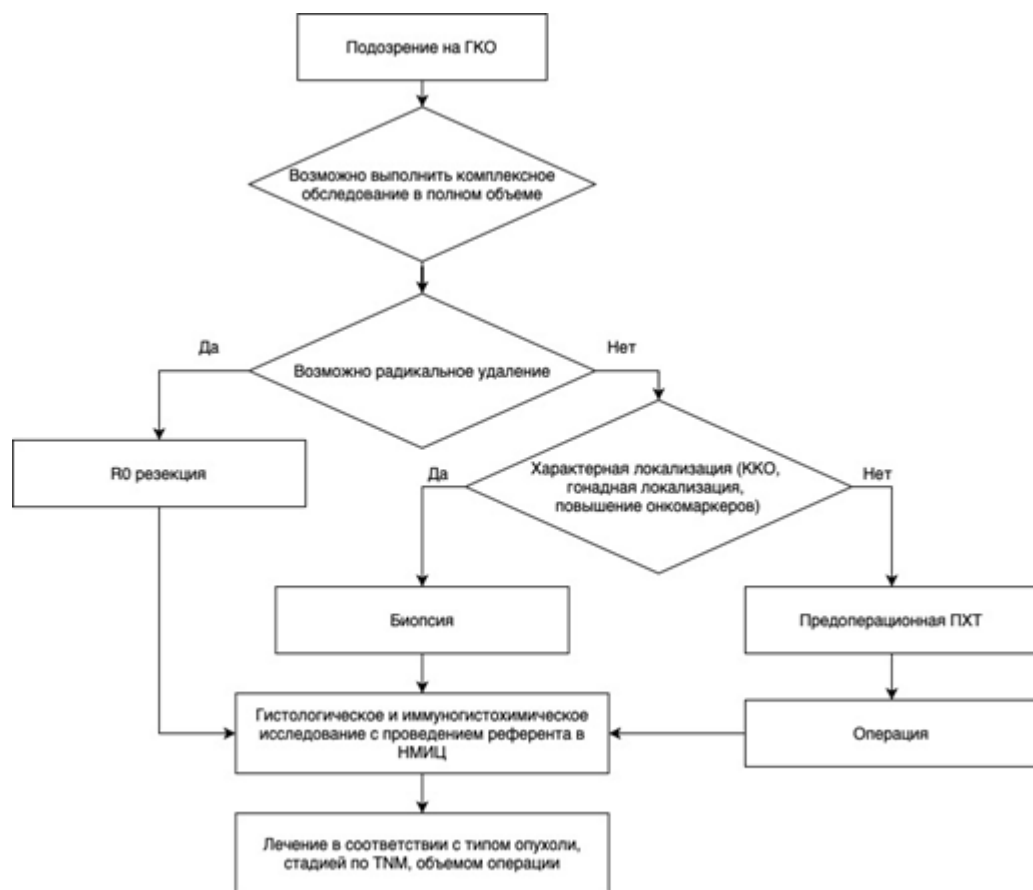 Подозрение на ГКО
Возможно выполнить комплексное
обследование в полном объеме
Да
Нет
Возможно радикальное удаление
R0 резекция
Да
Характерная локализация (ККО,
гонадная локализация,
повышение онкомаркеров)
Нет
Биопсия
Предоперационная ПХТ
Гистологическое и иммуногистохимическое
исследование с проведением референта в
НМИЦ
Операция
Лечение в соответствии с типом опухоли,
стадией по TNM, объемом операции